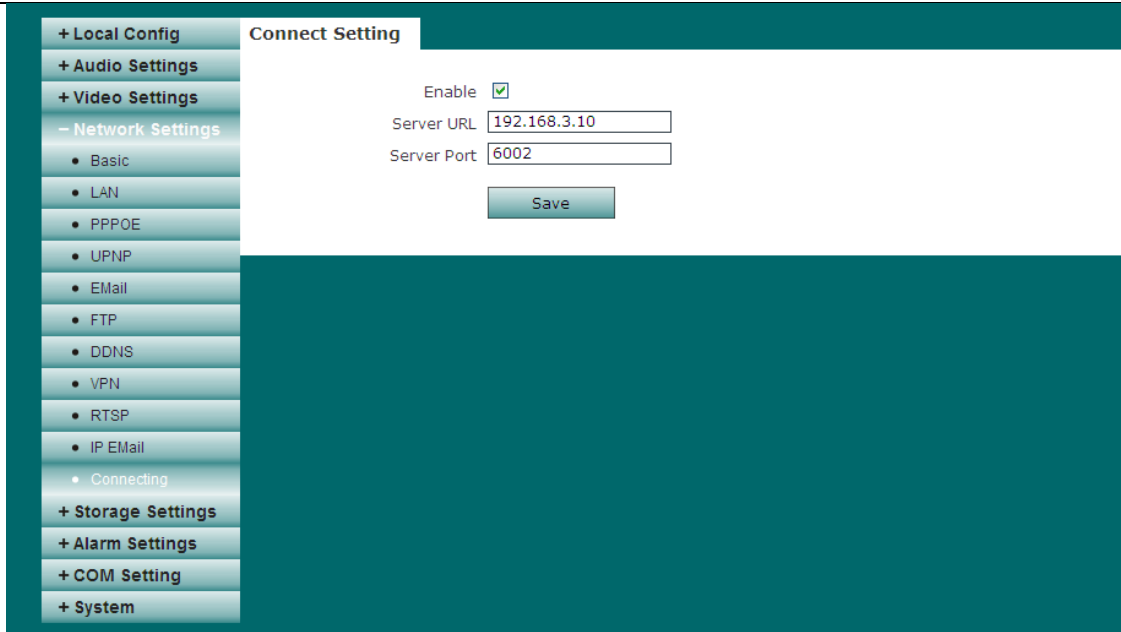 + Local Config
+ Audio Settings
+ Video Settings
− Network Settings
• Basic
• LAN
• PPPOE
• UPNP
• EMail
• FTP
• DDNS
• VPN
• RTSP
• IP EMail
• Connecting
+ Storage Settings
+ Alarm Settings
+ COM Setting
+ System
Connect Setting
Enable
Server URL 192.168.3.10
Server Port 6002
Save